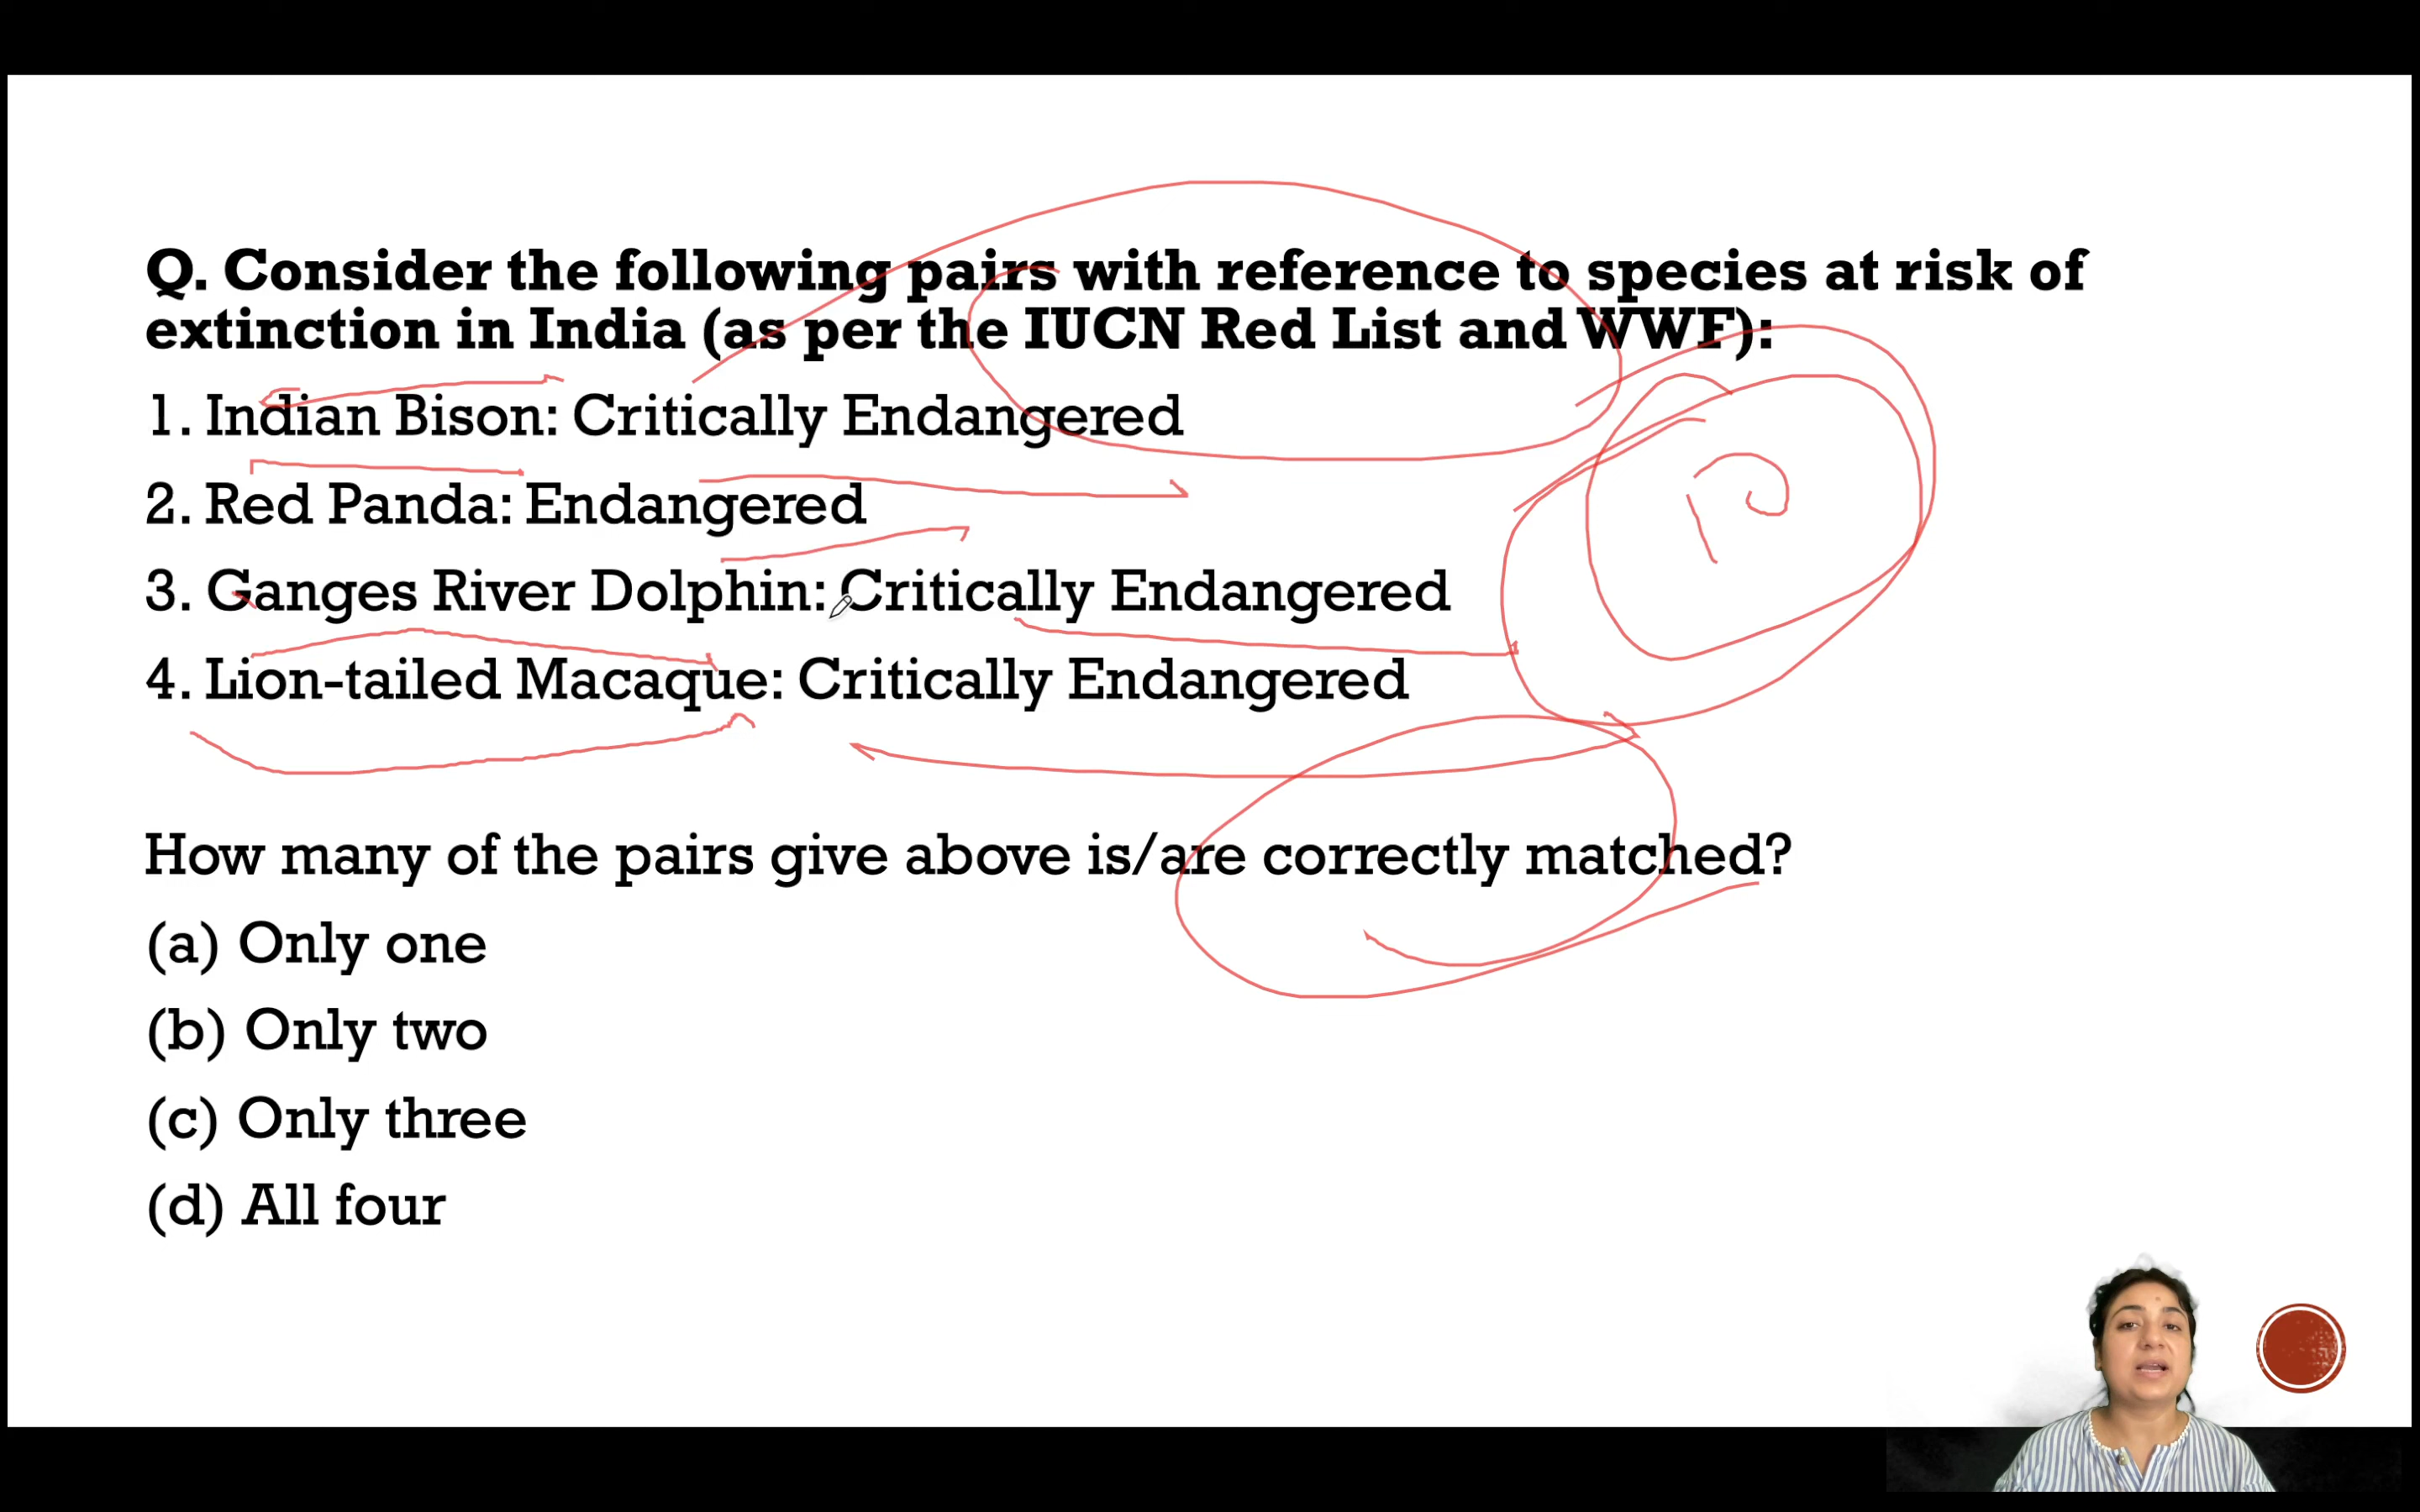 Q. Consider the following pairs with reference to species at risk of
extinction in India (as per the IUCN Red List and WWF):
1. Indian Bison: Critically Endangered
2. Red Panda: Endangered
3. Ganges River Dolphin: Critically Endangered
4. Lion-tailed Macaque: Critically Endangered
How many of the pairs give above is/are correctly matched?
(a) Only one
(b) Only two
(c) Only three
(d) All four